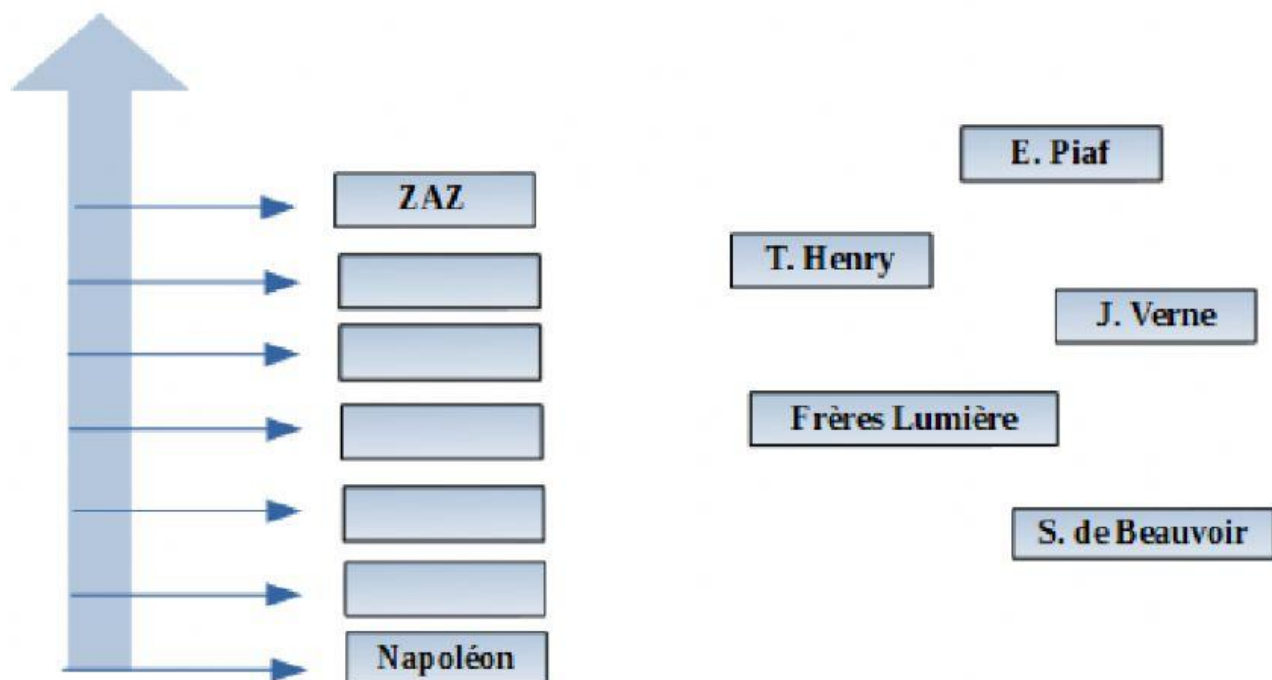 E. Piaf
ZAZ
T. Henry
J. Verne
Frères Lumière
S. de Beauvoir
Napoléon